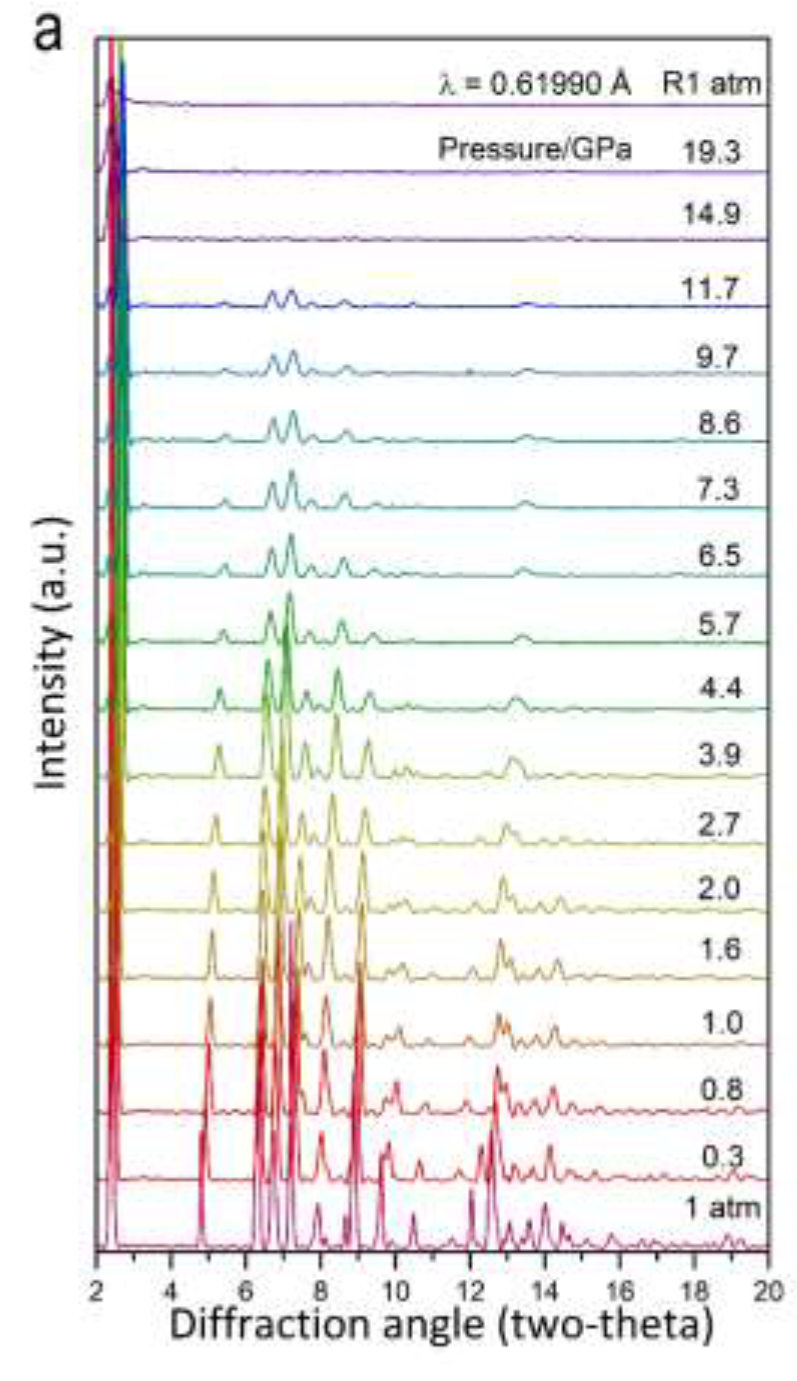 a
λ = 0.61990 Å R1 atm
Pressure/GPa 19.3
14.9
11.7
9.7
8.6
7.3
6.5
5.7
4.4
3.9
2.7
2.0
1.6
1.0
0.8
0.3
1 atm
Intensity (a.u.)
2 4 6 8 10 12 14 16 18 20
Diffraction angle (two-theta)